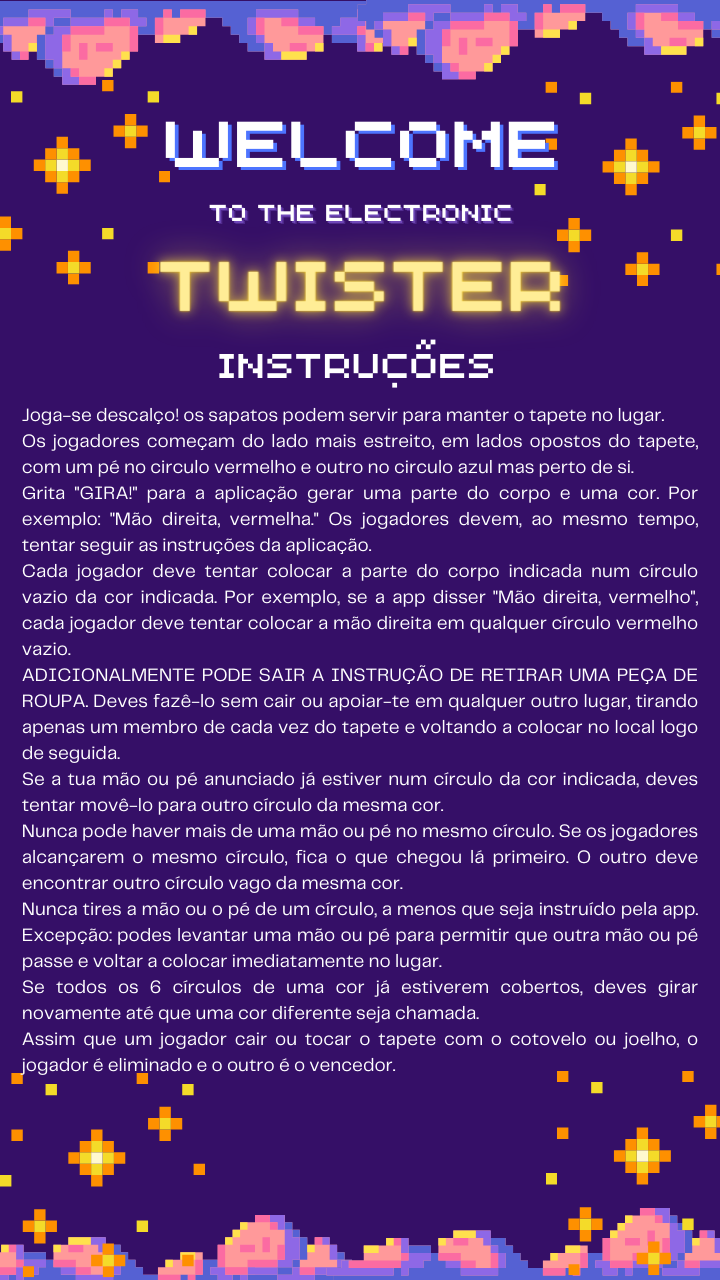 WELCOME
TO THE ELECTRONIC
TWISTER
INSTRUÇÕES
Joga-se descalço! os sapatos podem servir para manter o tapete no lugar.
Os jogadores começam do lado mais estreito, em lados opostos do tapete,
com um pé no circulo vermelho e outro no circulo azul mas perto de si.
Grita "GIRA!" para a aplicação gerar uma parte do corpo e uma cor. Por
exemplo: "Mão direita, vermelha." Os jogadores devem, ao mesmo tempo,
tentar seguir as instruções da aplicação.
Cada jogador deve tentar colocar a parte do corpo indicada num círculo
vazio da cor indicada. Por exemplo, se a app disser "Mão direita, vermelho",
cada jogador deve tentar colocar a mão direita em qualquer círculo vermelho
vazio.
ADICIONALMENTE PODE SAIR A INSTRUÇÃO DE RETIRAR UMA PEÇA DE
ROUPA. Deves fazê-lo sem cair ou apoiar-te em qualquer outro lugar, tirando
apenas um membro de cada vez do tapete e voltando a colocar no local logo
de seguida.
Se a tua mão ou pé anunciado já estiver num círculo da cor indicada, deves
tentar movê-lo para outro círculo da mesma cor.
Nunca pode haver mais de uma mão ou pé no mesmo círculo. Se os jogadores
alcançarem o mesmo círculo, fica o que chegou lá primeiro. O outro deve
encontrar outro círculo vago da mesma cor.
Nunca tires a mão ou o pé de um círculo, a menos que seja instruído pela app.
Excepção: podes levantar uma mão ou pé para permitir que outra mão ou pé
passe e voltar a colocar imediatamente no lugar.
Se todos os 6 círculos de uma cor já estiverem cobertos, deves girar
novamente até que uma cor diferente seja chamada.
Assim que um jogador cair ou tocar o tapete com o cotovelo ou joelho, o
jogador é eliminado e o outro é o vencedor.